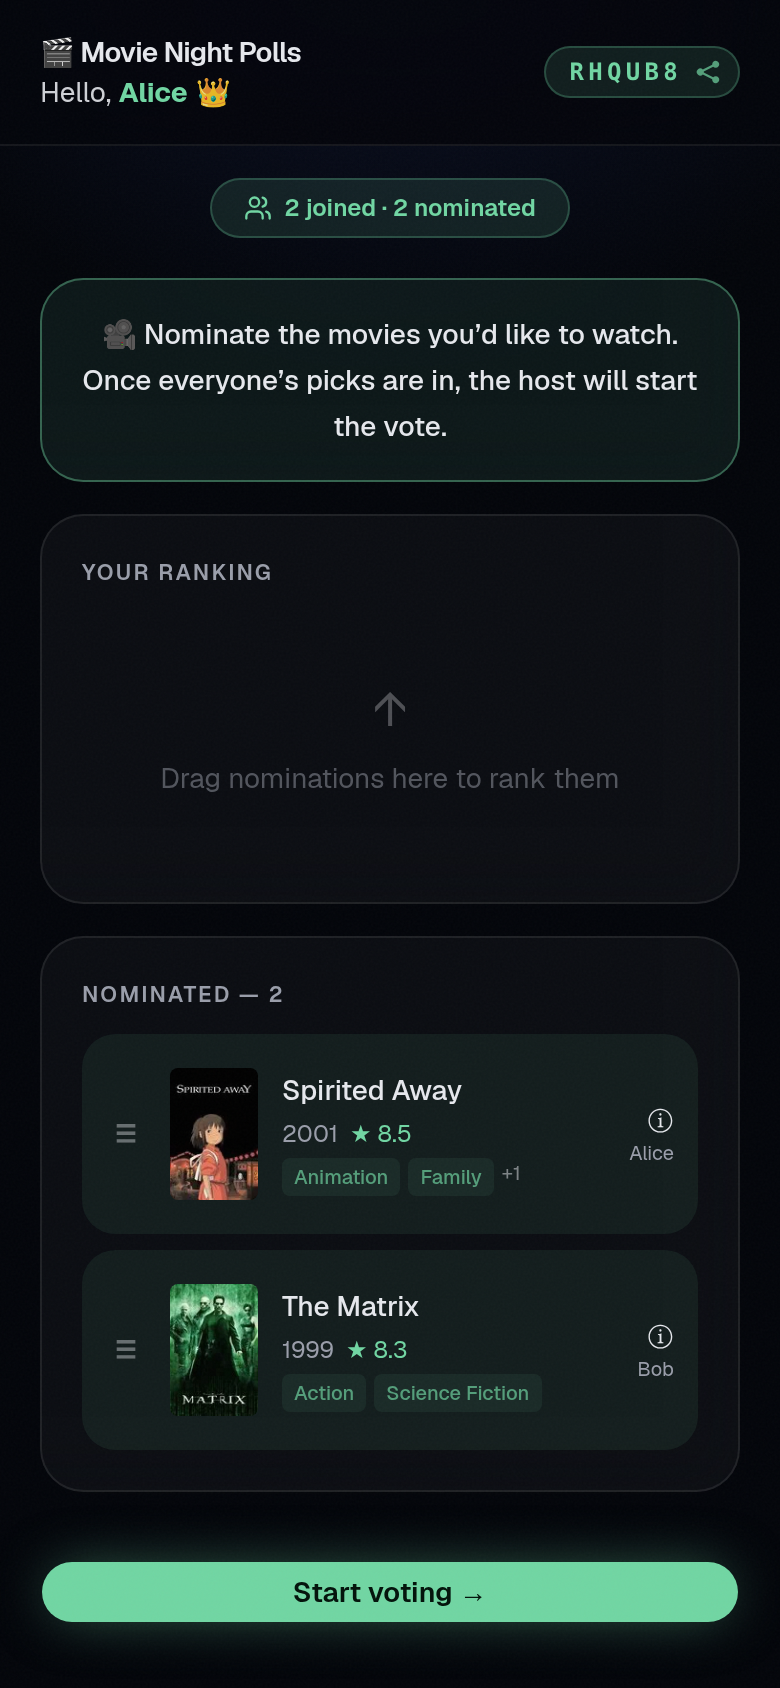 🎬 Movie Night Polls
Hello, Alice 👑
RHQUB8
2 joined · 2 nominated
🎥 Nominate the movies you’d like to watch.
Once everyone’s picks are in, the host will start
the vote.
YOUR RANKING
↑
Drag nominations here to rank them
NOMINATED — 2
SPIRITED AWAY
Spirited Away
2001 ★ 8.5
Animation Family +1
Alice
The Matrix
1999 ★ 8.3
Action Science Fiction
MATRIX
Bob
Start voting →